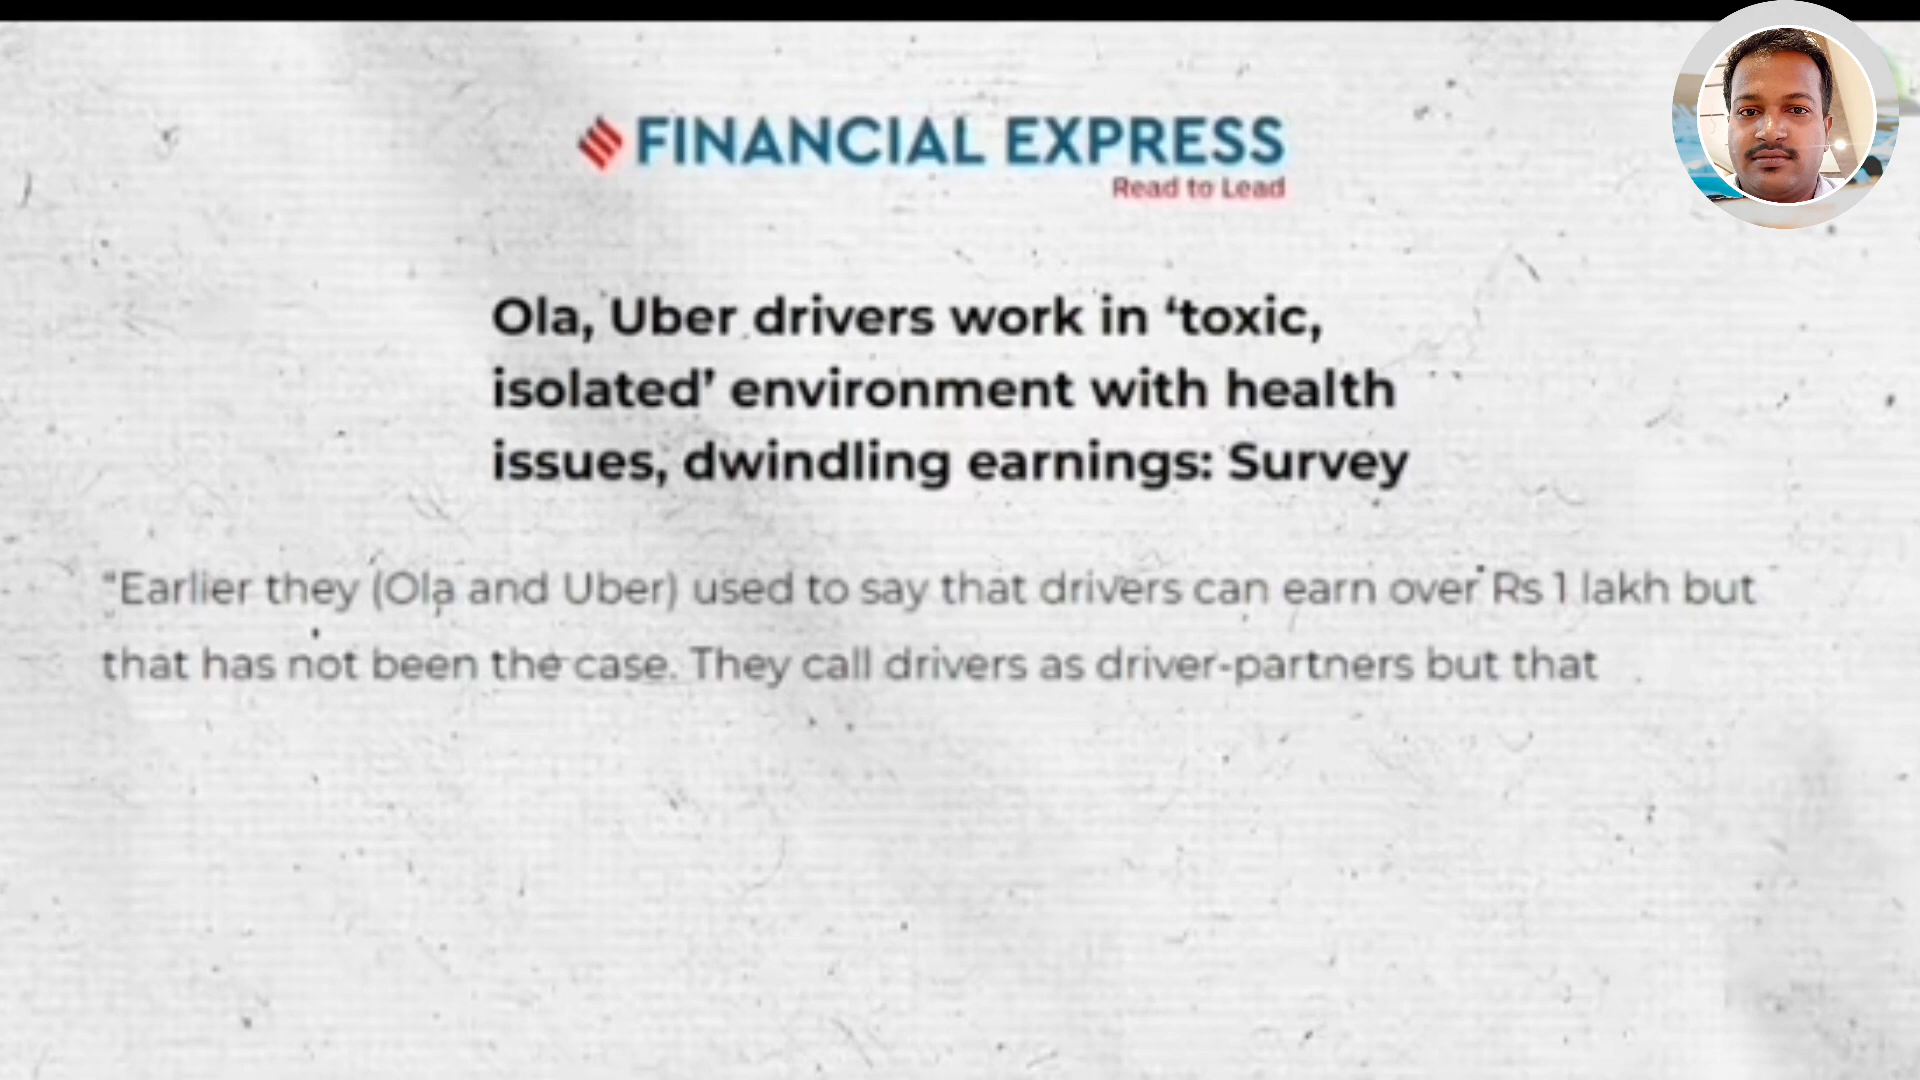 FINANCIAL EXPRESS
Read to Lead
Ola, Uber drivers work in ‘toxic,
isolated’ environment with health
issues, dwindling earnings: Survey
“Earlier they (Ola and Uber) used to say that drivers can earn over Rs 1 lakh but
that has not been the case. They call drivers as driver-partners but that